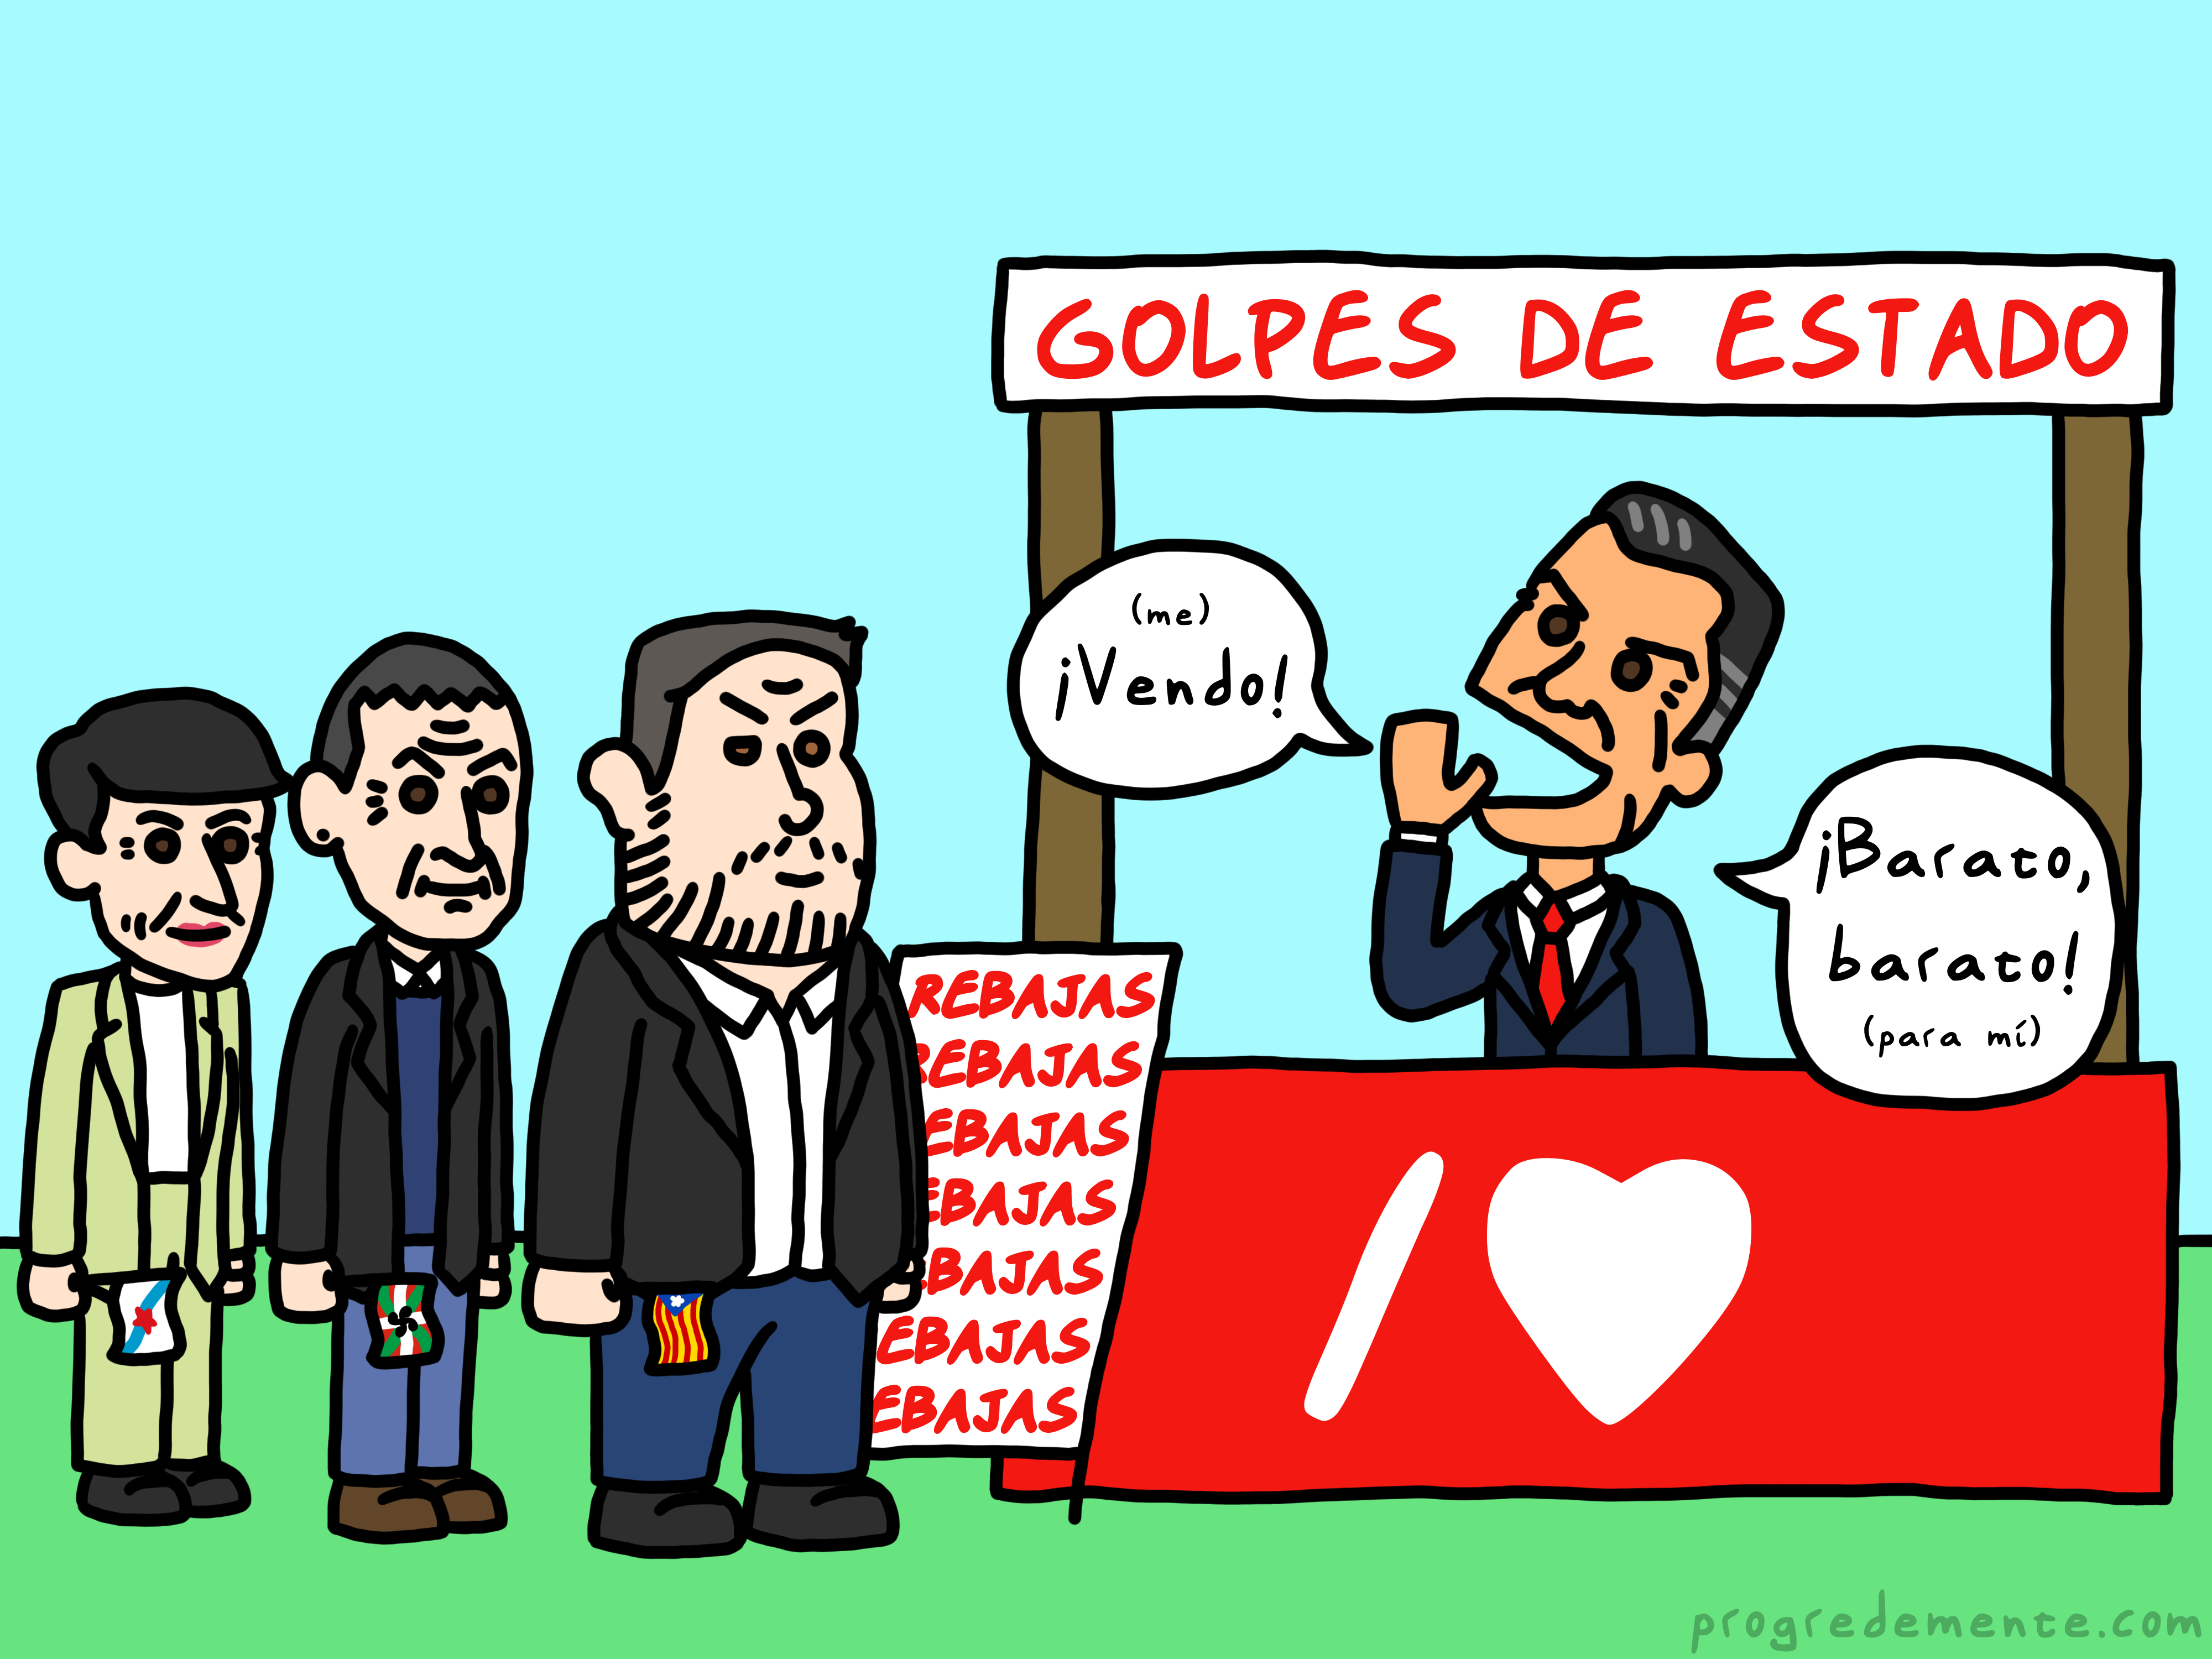 GOLPES DE ESTADO
(me)
¡Vendo!
¡Barato,
barato!
(para mí)
REBAJAS
REBAJAS
EBAJAS
EBAJAS
BAJAS
EBAJAS
EBAJAS
I ♥
progredemente.com